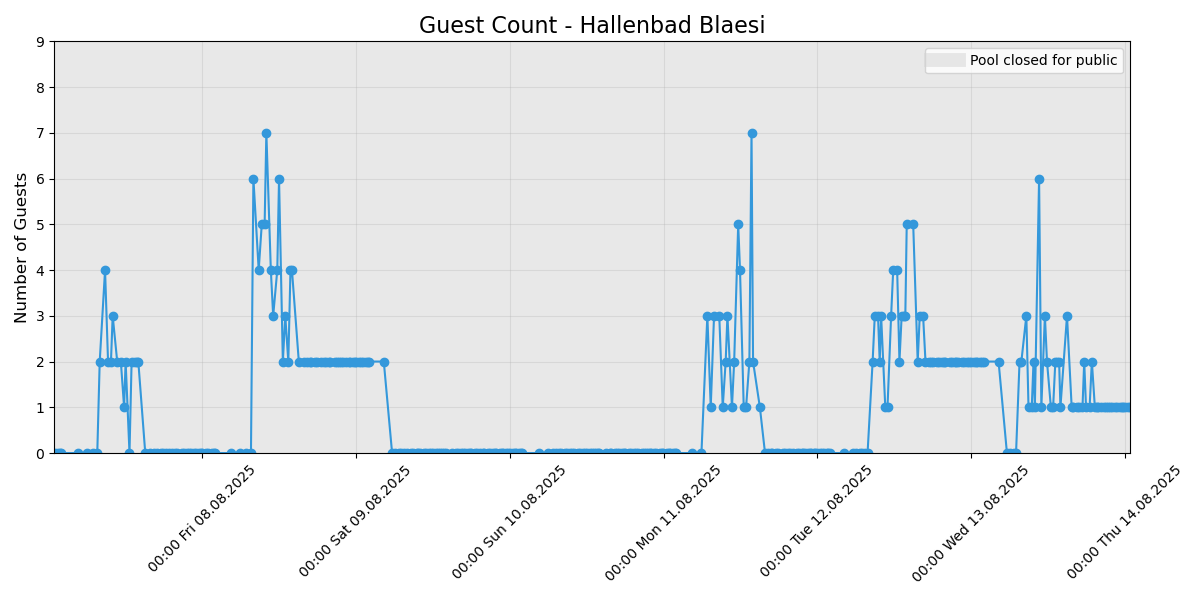 Guest Count - Hallenbad Blaesi
Pool closed for public
Number of Guests
9
8
7
6
5
4
3
2
1
0
00:00 Fri 08.08.2025
00:00 Sat 09.08.2025
00:00 Sun 10.08.2025
00:00 Mon 11.08.2025
00:00 Tue 12.08.2025
00:00 Wed 13.08.2025
00:00 Thu 14.08.2025